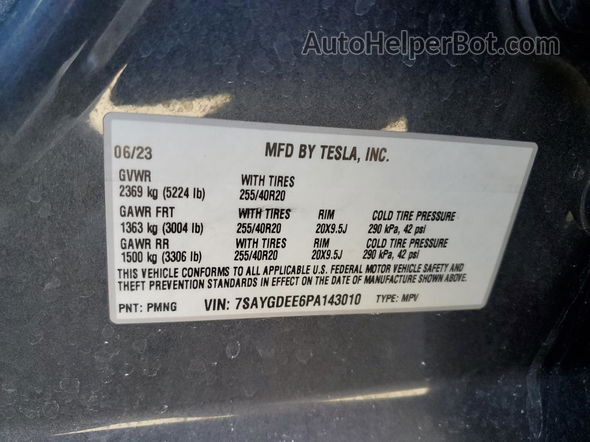 AutoHelperBot.com
06/23 MFD BY TESLA, INC.
GVWR WITH TIRES
2369 kg (5224 lb) 255/40R20
GAWR FRT WITH TIRES RIM COLD TIRE PRESSURE
1363 kg (3004 lb) 255/40R20 20X9.5J 290 kPa, 42 psi
GAWR RR WITH TIRES RIM COLD TIRE PRESSURE
1500 kg (3306 lb) 255/40R20 20X9.5J 290 kPa, 42 psi
THIS VEHICLE CONFORMS TO ALL APPLICABLE U.S. FEDERAL MOTOR VEHICLE SAFETY AND
THEFT PREVENTION STANDARDS IN EFFECT ON THE DATE OF MANUFACTURE SHOWN ABOVE.
PNT: PMNG VIN: 7SAYGDEE6PA143010 TYPE: MPV